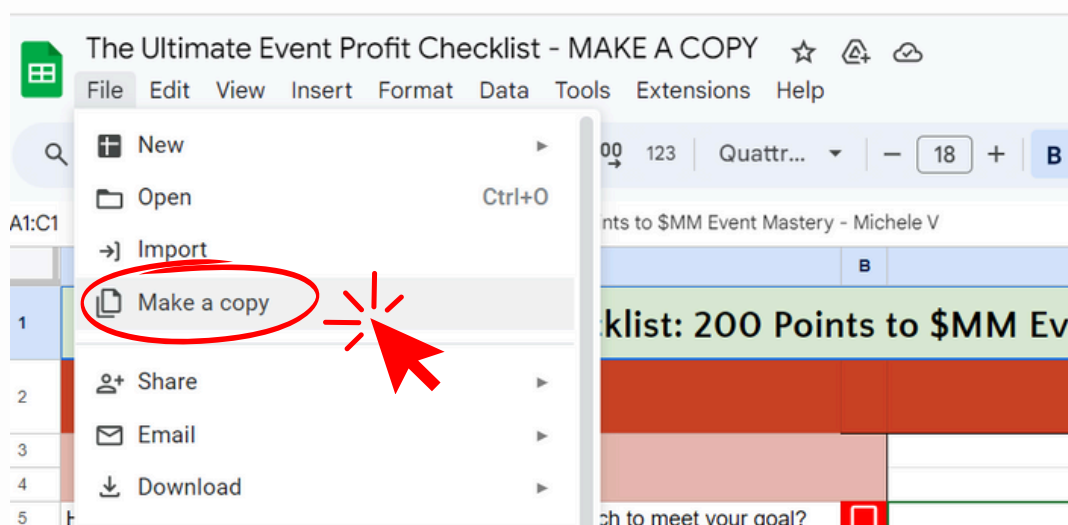 The Ultimate Event Profit Checklist - MAKE A COPY
File Edit View Insert Format Data Tools Extensions Help
.00 123 Quattr... 18 B
A1:C1 nts to $MM Event Mastery - Michele V
New
Open Ctrl+O
Import
Make a copy
Share
Email
Download
B
1 klist: 200 Points to $MM Ev
2
3
4
5 H ch to meet your goal?